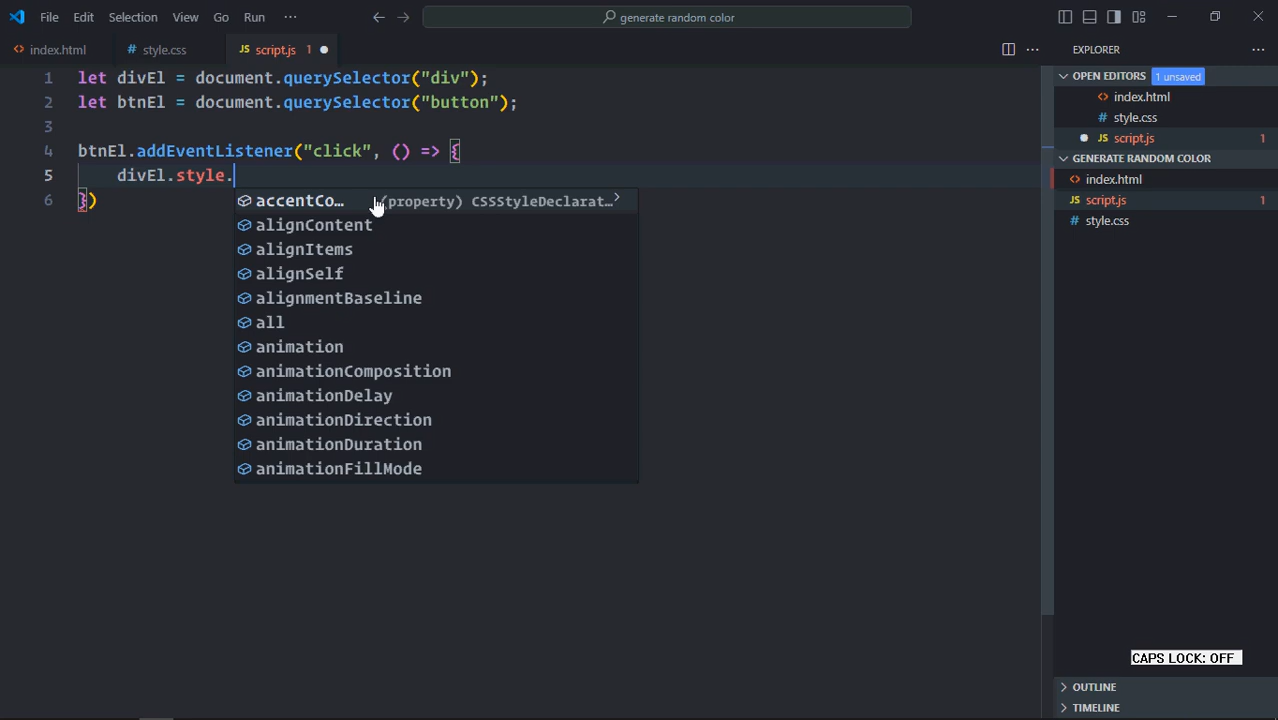 File Edit Selection View Go Run ··· generate random color
index.html style.css JS script.js 1
1 let divEl = document.querySelector("div");
2 let btnEl = document.querySelector("button");
3
4 btnEl.addEventListener("click", () => {
5 divEl.style.
6 })
accentCo… (property) CSSStyleDeclarat…
alignContent
alignItems
alignSelf
alignmentBaseline
all
animation
animationComposition
animationDelay
animationDirection
animationDuration
animationFillMode
EXPLORER
OPEN EDITORS 1 unsaved
index.html
# style.css
JS script.js 1
GENERATE RANDOM COLOR
index.html
JS script.js 1
# style.css
CAPS LOCK: OFF
OUTLINE
TIMELINE